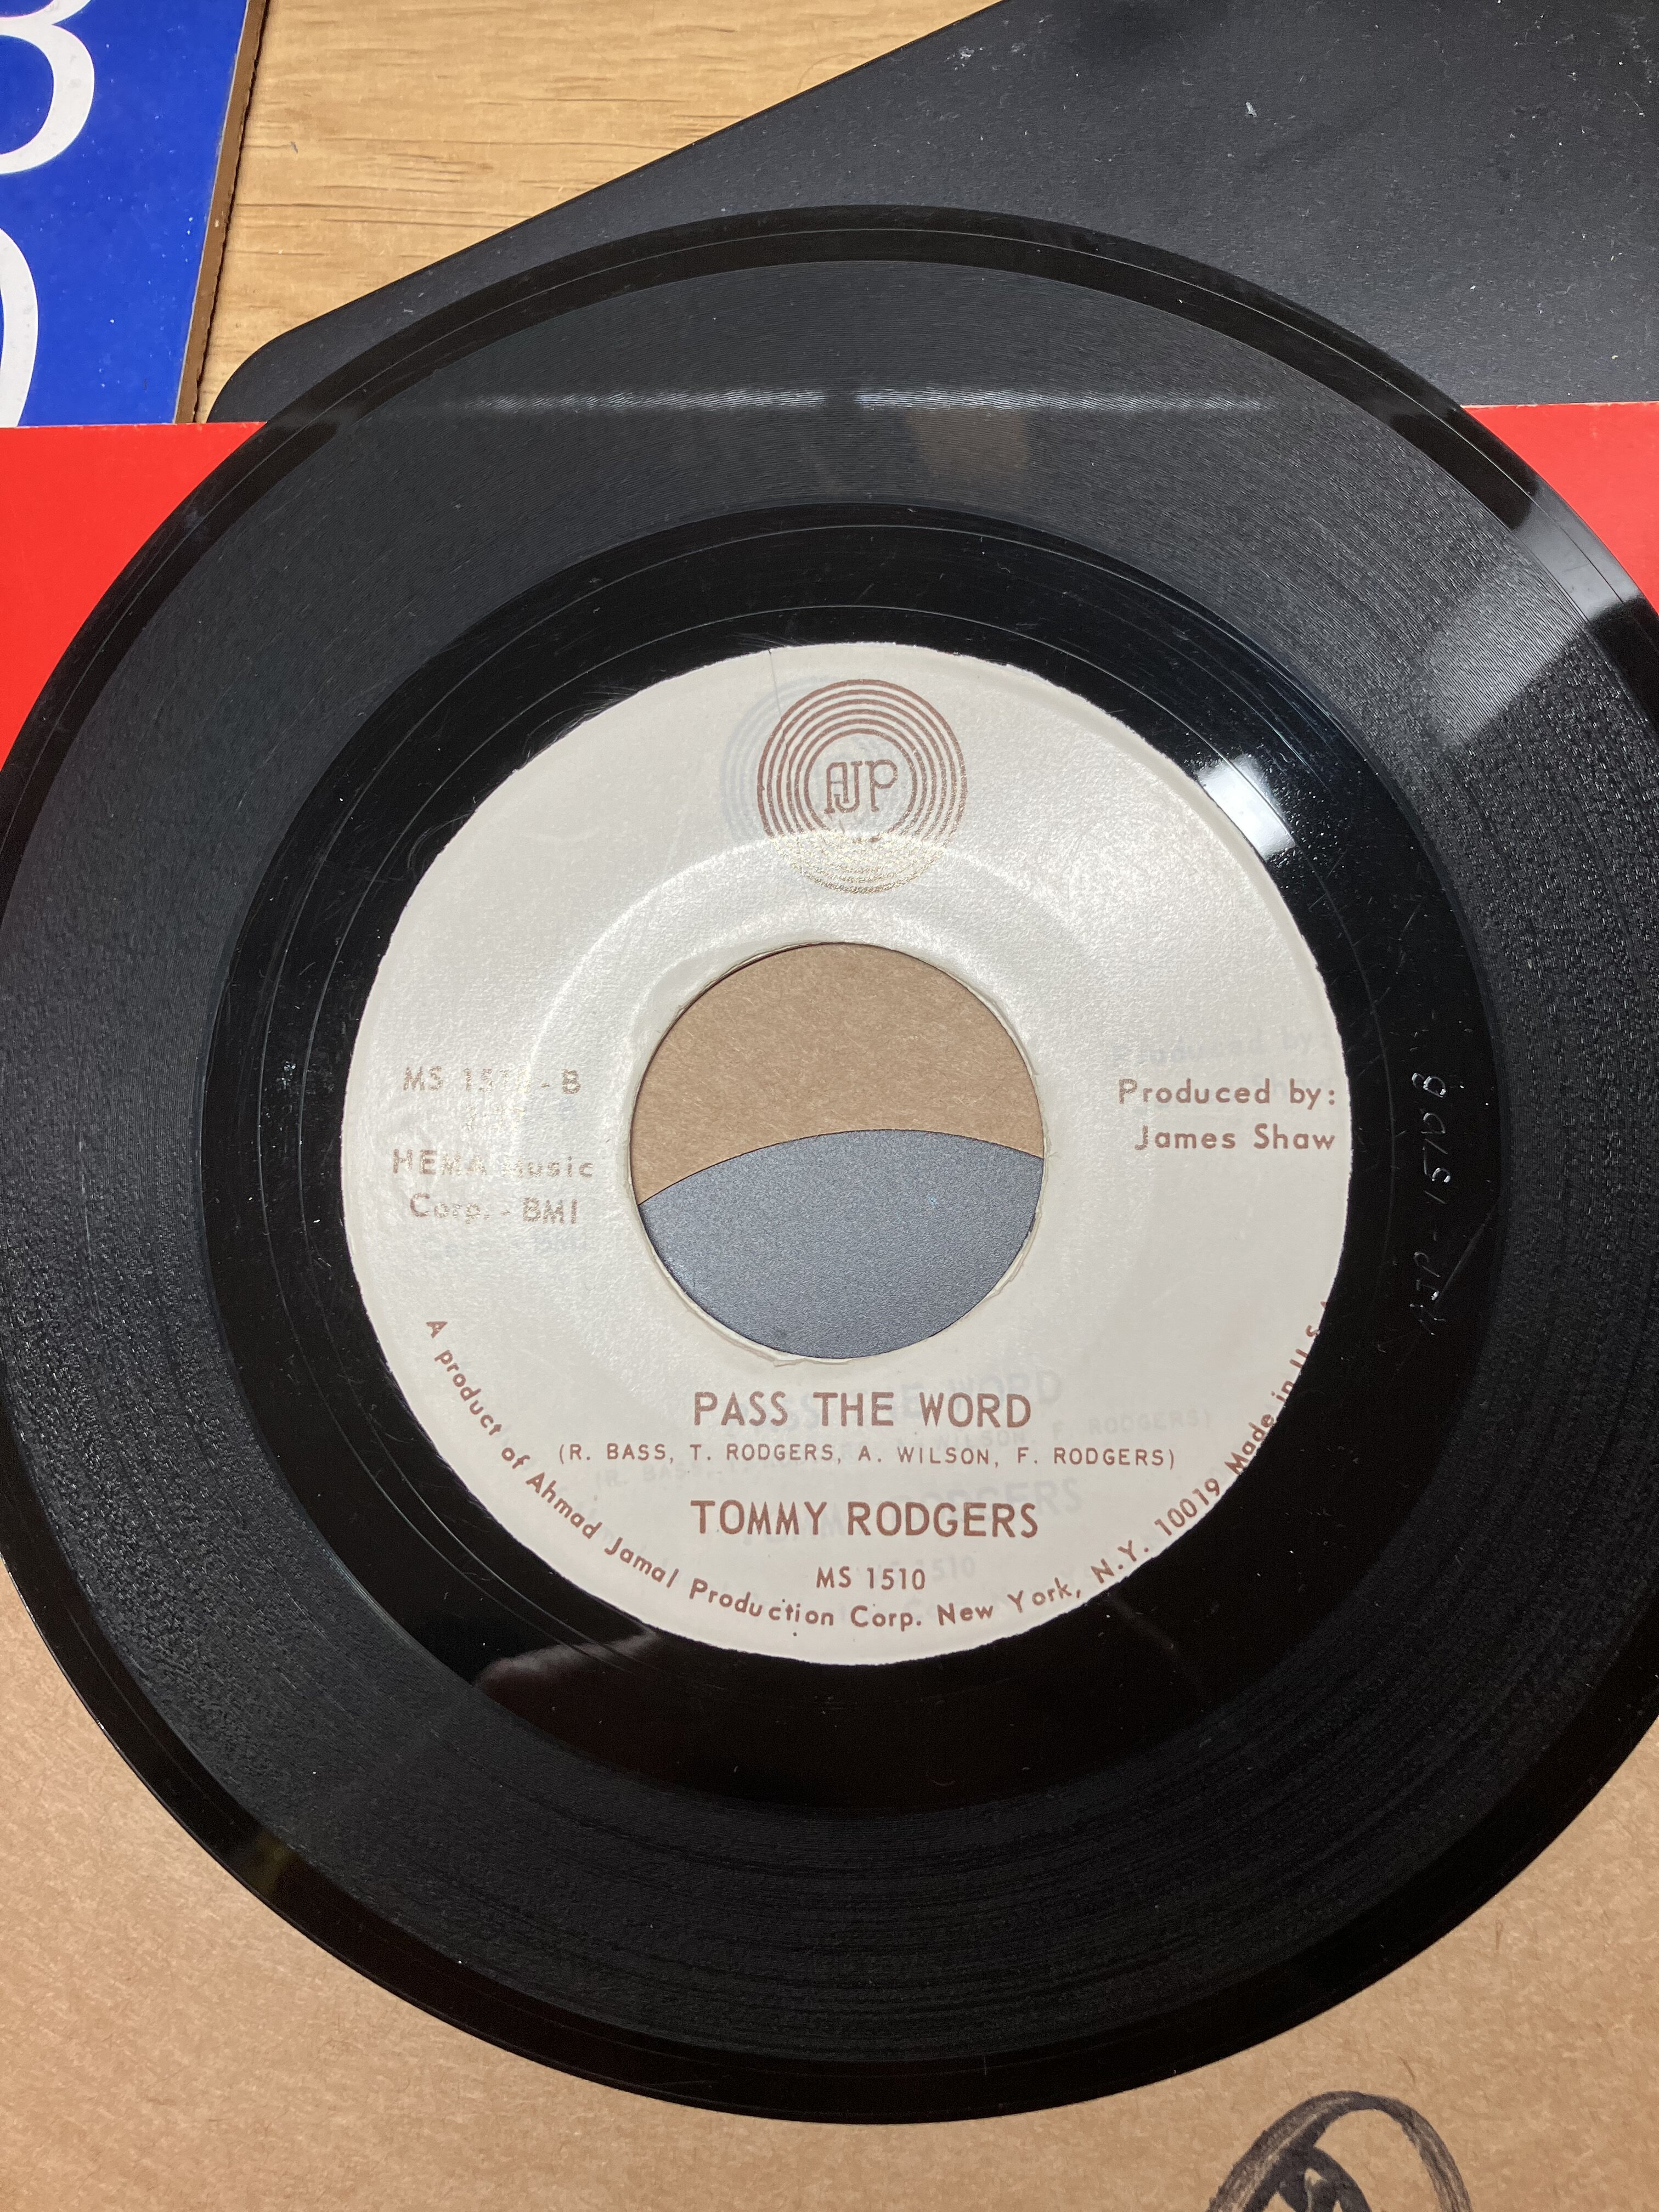 AJP
MS 1510 - B
HEMA Music
Corp. - BMI
Produced by:
James Shaw
PASS THE WORD
(R. BASS, T. RODGERS, A. WILSON, F. RODGERS)
TOMMY RODGERS
MS 1510
A product of Ahmad Jamal Production Corp. New York, N.Y. 10019 Made in U.S.A.